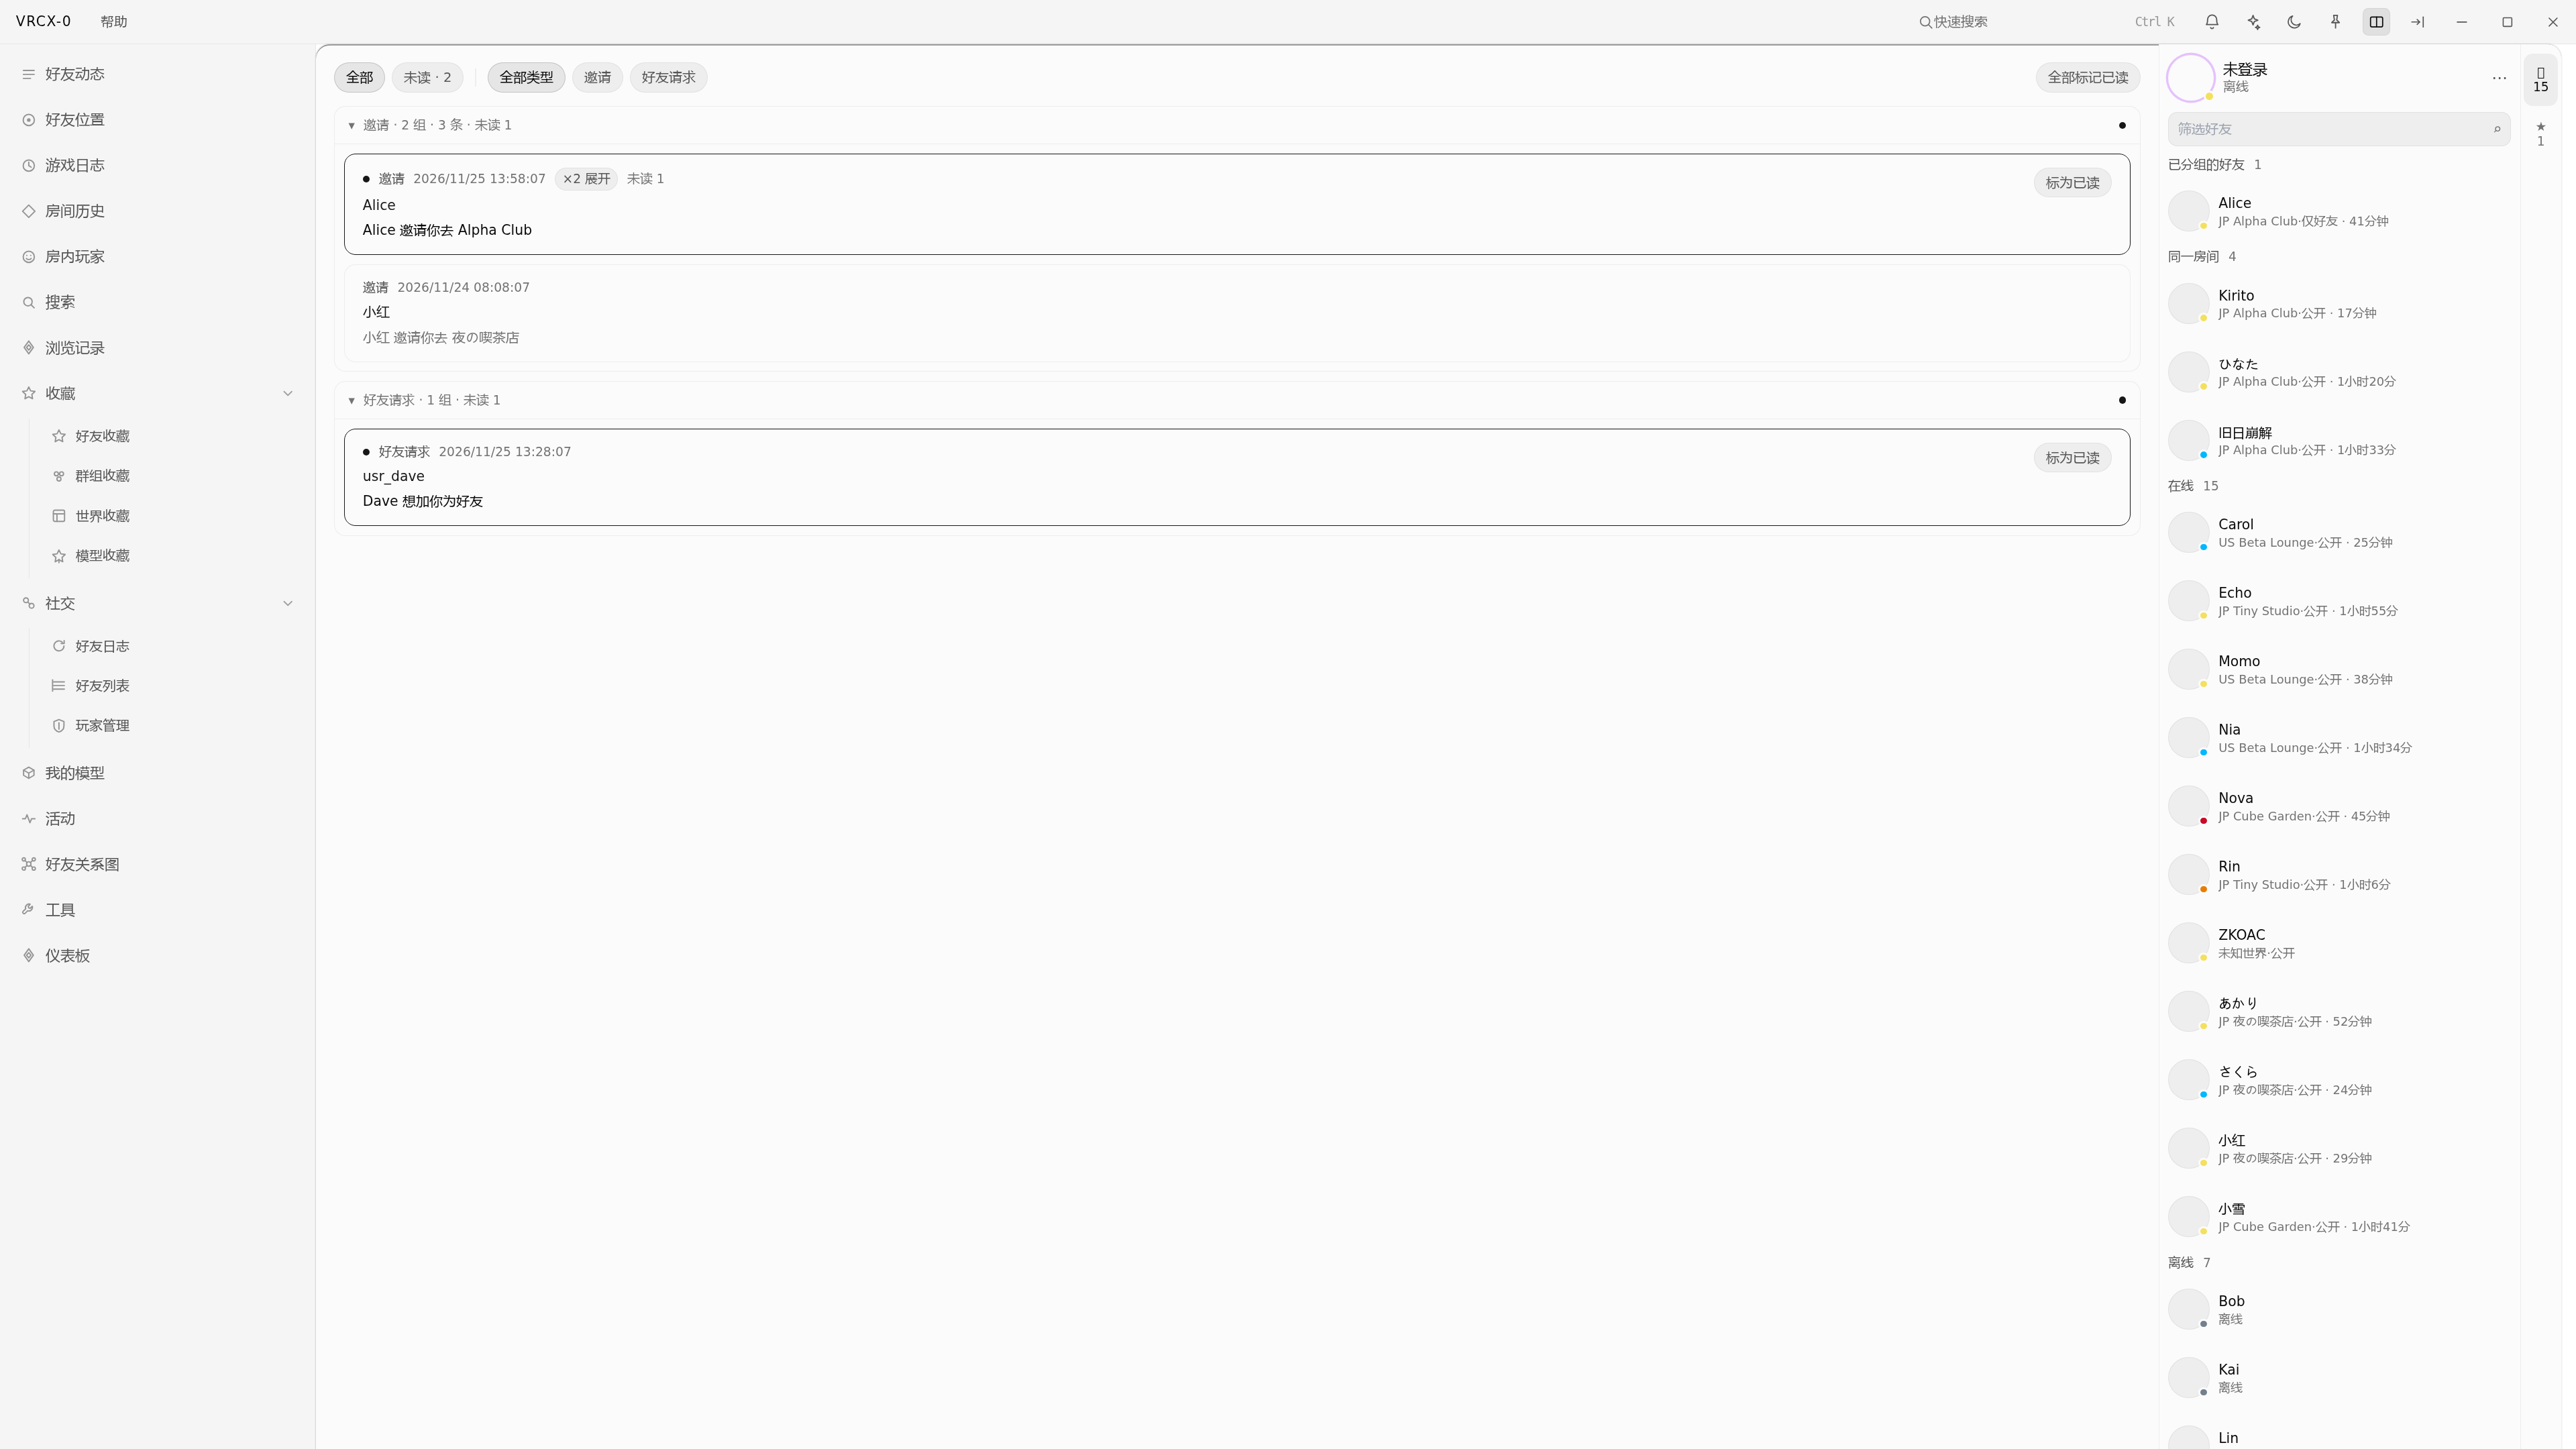 VRCX-0
帮助
快速搜索
Ctrl K
好友动态
好友位置
游戏日志
房间历史
房内玩家
搜索
浏览记录
收藏
好友收藏
群组收藏
世界收藏
模型收藏
社交
好友日志
好友列表
玩家管理
我的模型
活动
好友关系图
工具
仪表板
全部
未读 · 2
全部类型
邀请
好友请求
全部标记已读
▾ 邀请 · 2 组 · 3 条 · 未读 1
邀请 2026/11/25 13:58:07 ×2 展开 未读 1
标为已读
Alice
Alice 邀请你去 Alpha Club
邀请 2026/11/24 08:08:07
小红
小红 邀请你去 夜の喫茶店
▾ 好友请求 · 1 组 · 未读 1
好友请求 2026/11/25 13:28:07
标为已读
usr_dave
Dave 想加你为好友
未登录
离线
…
筛选好友
已分组的好友 1
Alice
JP Alpha Club·仅好友 · 41分钟
同一房间 4
Kirito
JP Alpha Club·公开 · 17分钟
ひなた
JP Alpha Club·公开 · 1小时20分
旧日崩解
JP Alpha Club·公开 · 1小时33分
在线 15
Carol
US Beta Lounge·公开 · 25分钟
Echo
JP Tiny Studio·公开 · 1小时55分
Momo
US Beta Lounge·公开 · 38分钟
Nia
US Beta Lounge·公开 · 1小时34分
Nova
JP Cube Garden·公开 · 45分钟
Rin
JP Tiny Studio·公开 · 1小时6分
ZKOAC
未知世界·公开
あかり
JP 夜の喫茶店·公开 · 52分钟
さくら
JP 夜の喫茶店·公开 · 24分钟
小红
JP 夜の喫茶店·公开 · 29分钟
小雪
JP Cube Garden·公开 · 1小时41分
离线 7
Bob
离线
Kai
离线
Lin
15
★
1